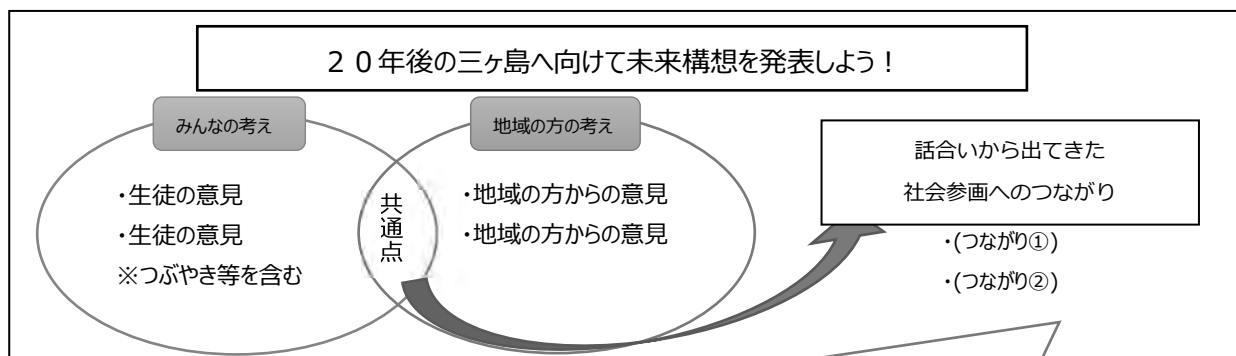 ２０年後の三ヶ島へ向けて未来構想を発表しよう！
みんなの考え
・生徒の意見
・生徒の意見
※つぶやき等を含む
共通点
地域の方の考え
・地域の方からの意見
・地域の方からの意見
話合いから出てきた
社会参画へのつながり
・(つながり①)
・(つながり②)